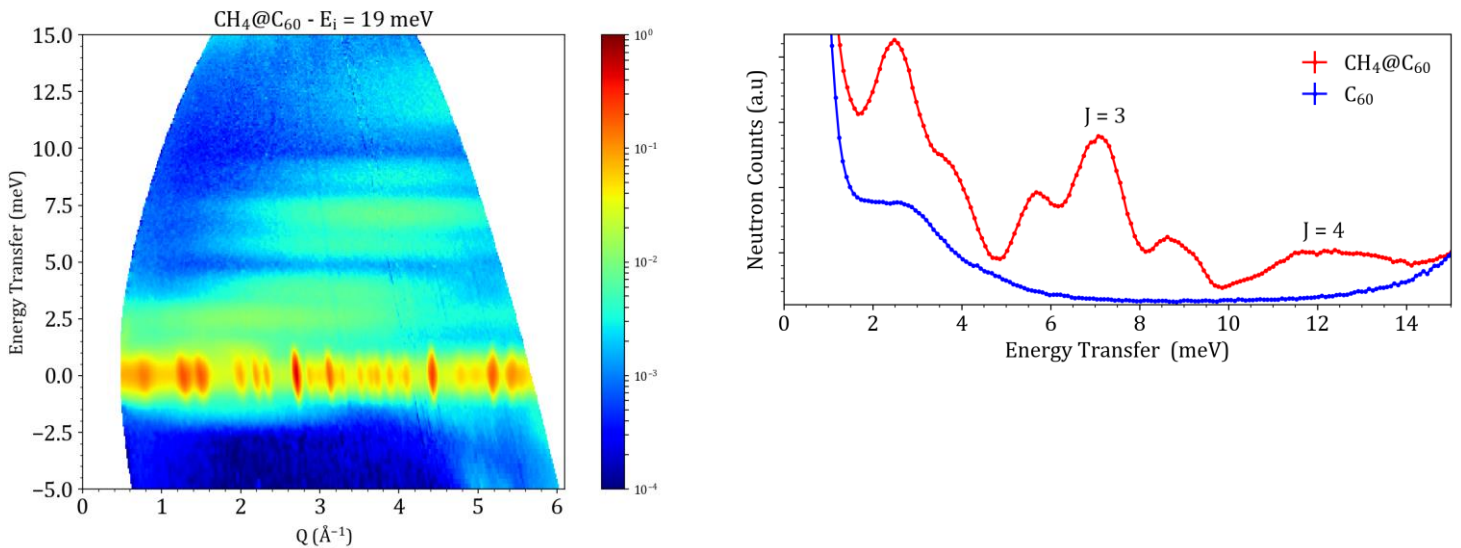 CH₄@C₆₀ - Eᵢ = 19 meV
15.0
12.5
10.0
7.5
5.0
2.5
0.0
−2.5
−5.0
Energy Transfer (meV)
0 1 2 3 4 5 6
Q (Å⁻¹)
10⁰
10⁻¹
10⁻²
10⁻³
10⁻⁴
Neutron Counts (a.u)
CH₄@C₆₀
C₆₀
J = 3
J = 4
0 2 4 6 8 10 12 14
Energy Transfer (meV)